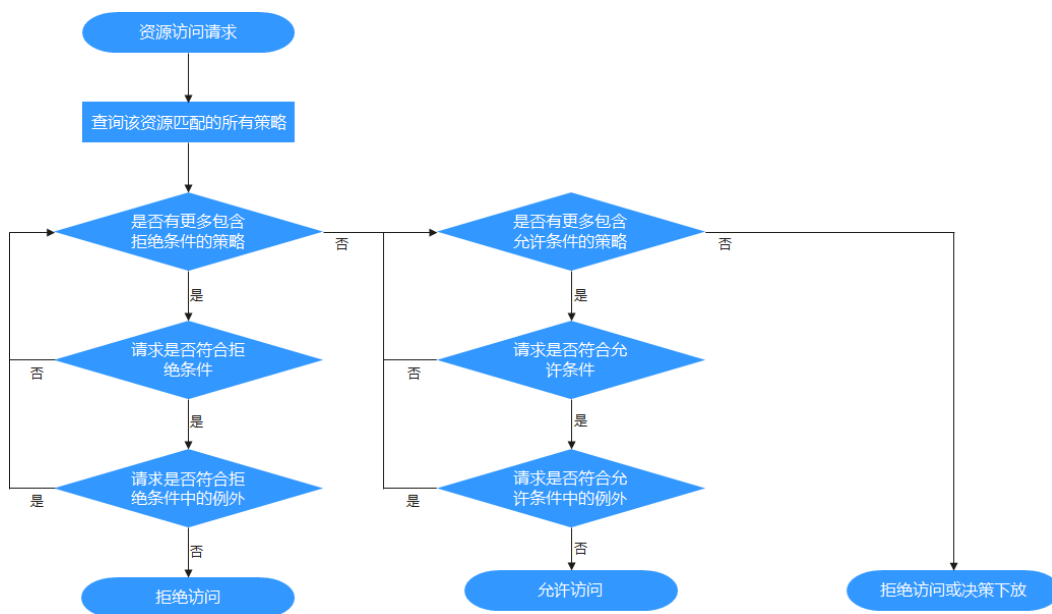 资源访问请求
查询该资源匹配的所有策略
是否有更多包含
拒绝条件的策略
否
是否有更多包含
允许条件的策略
否
是
是
请求是否符合拒
绝条件
否
请求是否符合允
许条件
否
是
是
请求是否符合拒
绝条件中的例外
是
请求是否符合允
许条件中的例外
是
否
否
拒绝访问
允许访问
拒绝访问或决策下放